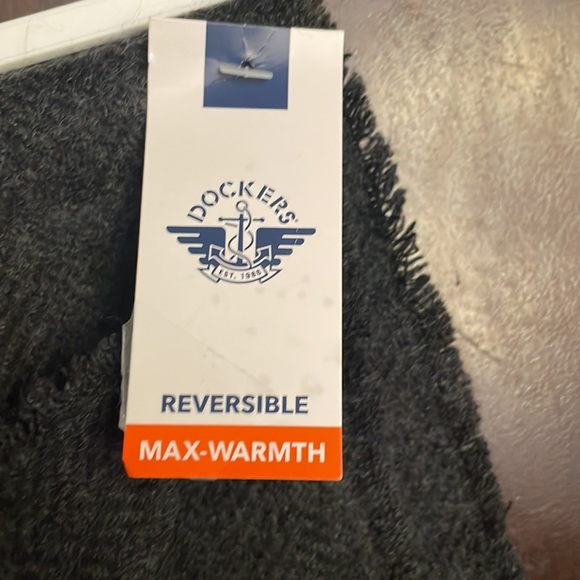 DOCKERS
EST. 1986
REVERSIBLE
MAX-WARMTH